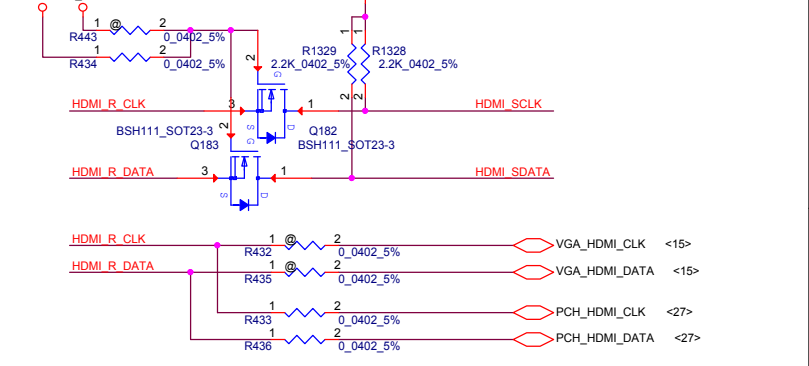 1 @ 2
R443 0_0402_5%
1 2
R434 0_0402_5%
2
G
1 1
R1329 R1328
2.2K_0402_5% 2.2K_0402_5%
2 2
HDMI_R_CLK 3 1 HDMI_SCLK
S D
BSH111_SOT23-3 2 Q182
Q183 G BSH111_SOT23-3
HDMI_R_DATA 3 1 HDMI_SDATA
S D
HDMI_R_CLK 1 @ 2 VGA_HDMI_CLK <15>
R432 0_0402_5%
HDMI_R_DATA 1 @ 2 VGA_HDMI_DATA <15>
R435 0_0402_5%
1 2 PCH_HDMI_CLK <27>
R433 0_0402_5%
1 2 PCH_HDMI_DATA <27>
R436 0_0402_5%